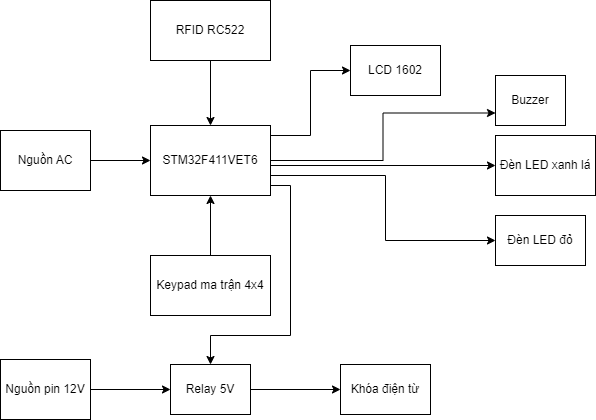 RFID RC522
LCD 1602
Buzzer
Nguồn AC
STM32F411VET6
Đèn LED xanh lá
Đèn LED đỏ
Keypad ma trận 4x4
Nguồn pin 12V
Relay 5V
Khóa điện từ